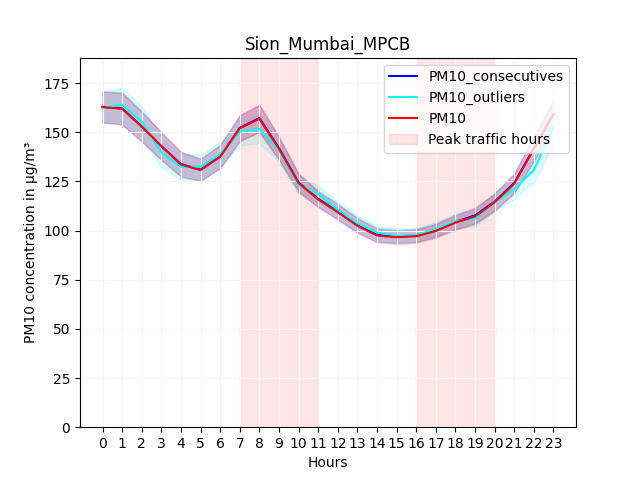 Sion_Mumbai_MPCB
PM10_consecutives
PM10_outliers
PM10
Peak traffic hours
PM10 concentration in µg/m³
175
150
125
100
75
50
25
0
0 1 2 3 4 5 6 7 8 9 10 11 12 13 14 15 16 17 18 19 20 21 22 23
Hours